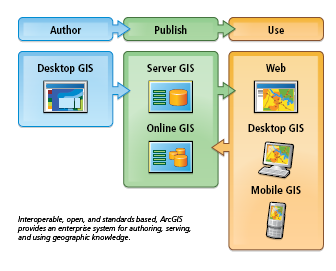 Author
Publish
Use
Desktop GIS
Server GIS
Online GIS
Web
Desktop GIS
Mobile GIS
Interoperable, open, and standards based, ArcGIS
provides an enterprise system for authoring, serving,
and using geographic knowledge.